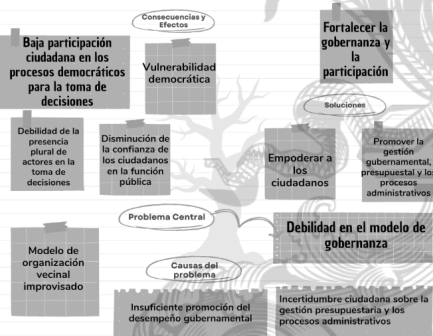 Consecuencias y
Efectos
Baja participación
ciudadana en los
procesos democráticos
para la toma de
decisiones
Vulnerabilidad
democrática
Fortalecer la
gobernanza y
la
participación
Soluciones
Debilidad de la
presencia
plural de
actores en la
toma de
decisiones
Disminución de
la confianza de
los ciudadanos
en la función
pública
Empoderar a
los
ciudadanos
Promover la
gestión
gubernamental,
presupuestal y los
procesos
administrativos
Problema Central
Debilidad en el modelo de
gobernanza
Modelo de
organización
vecinal
improvisado
Causas del
problema
Insuficiente promoción del
desempeño gubernamental
Incertidumbre ciudadana sobre la
gestión presupuestaria y los
procesos administrativos